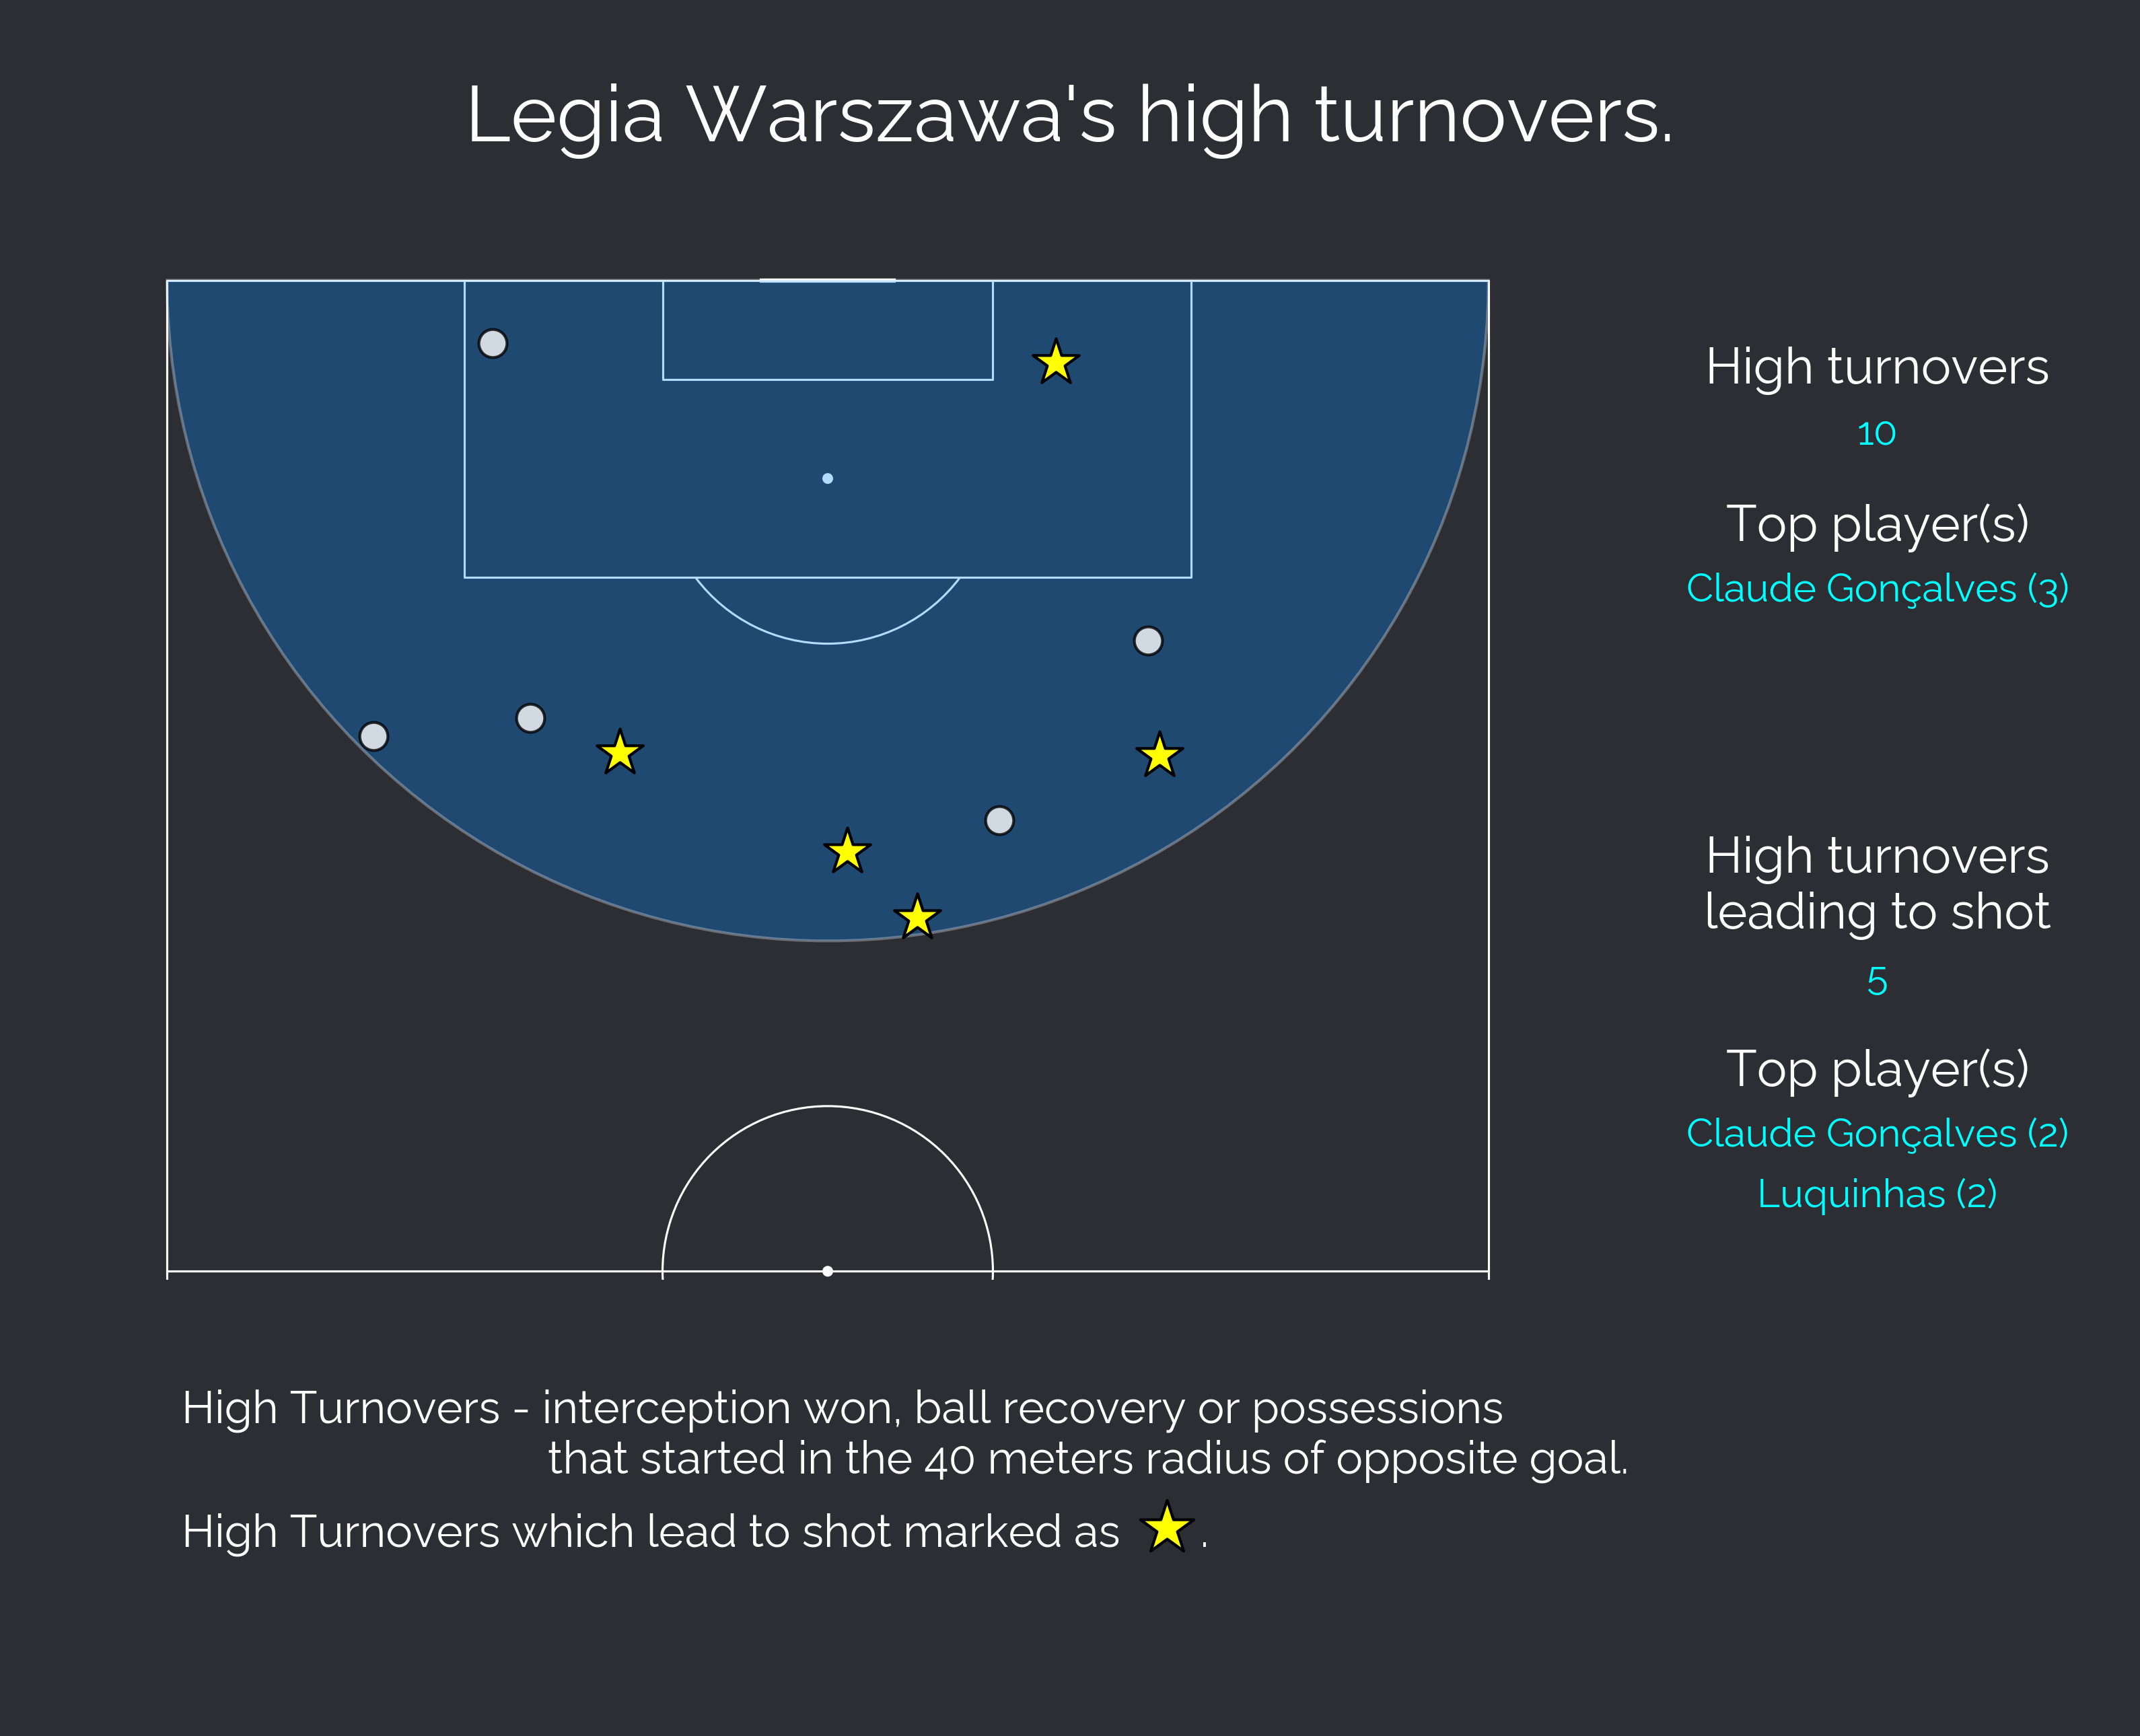 Legia Warszawa's high turnovers.
High turnovers
10
Top player(s)
Claude Gonçalves (3)
High turnovers
leading to shot
5
Top player(s)
Claude Gonçalves (2)
Luquinhas (2)
High Turnovers - interception won, ball recovery or possessions
that started in the 40 meters radius of opposite goal.
High Turnovers which lead to shot marked as .